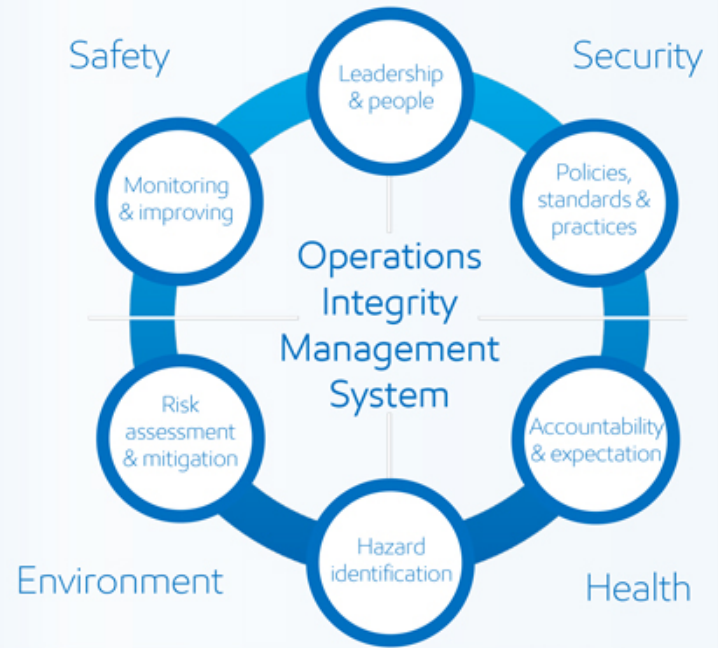 Safety
Security
Leadership
& people
Monitoring
& improving
Policies,
standards &
practices
Operations
Integrity
Management
System
Risk
assessment
& mitigation
Accountability
& expectation
Hazard
identification
Environment
Health